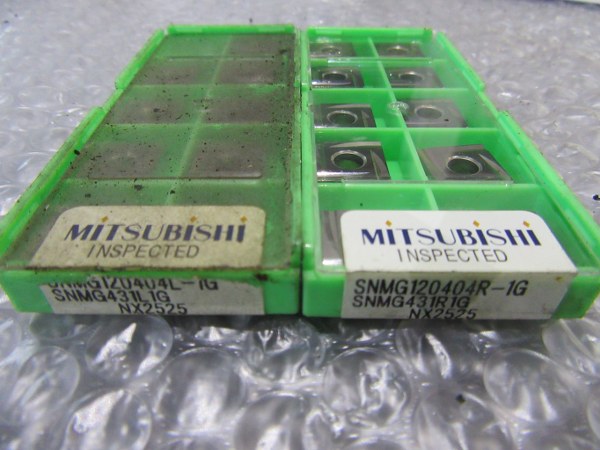 MITSUBISHI
INSPECTED
SNMG120404L-1G
SNMG431L1G
NX2525
MITSUBISHI
INSPECTED
SNMG120404R-1G
SNMG431R1G
NX2525